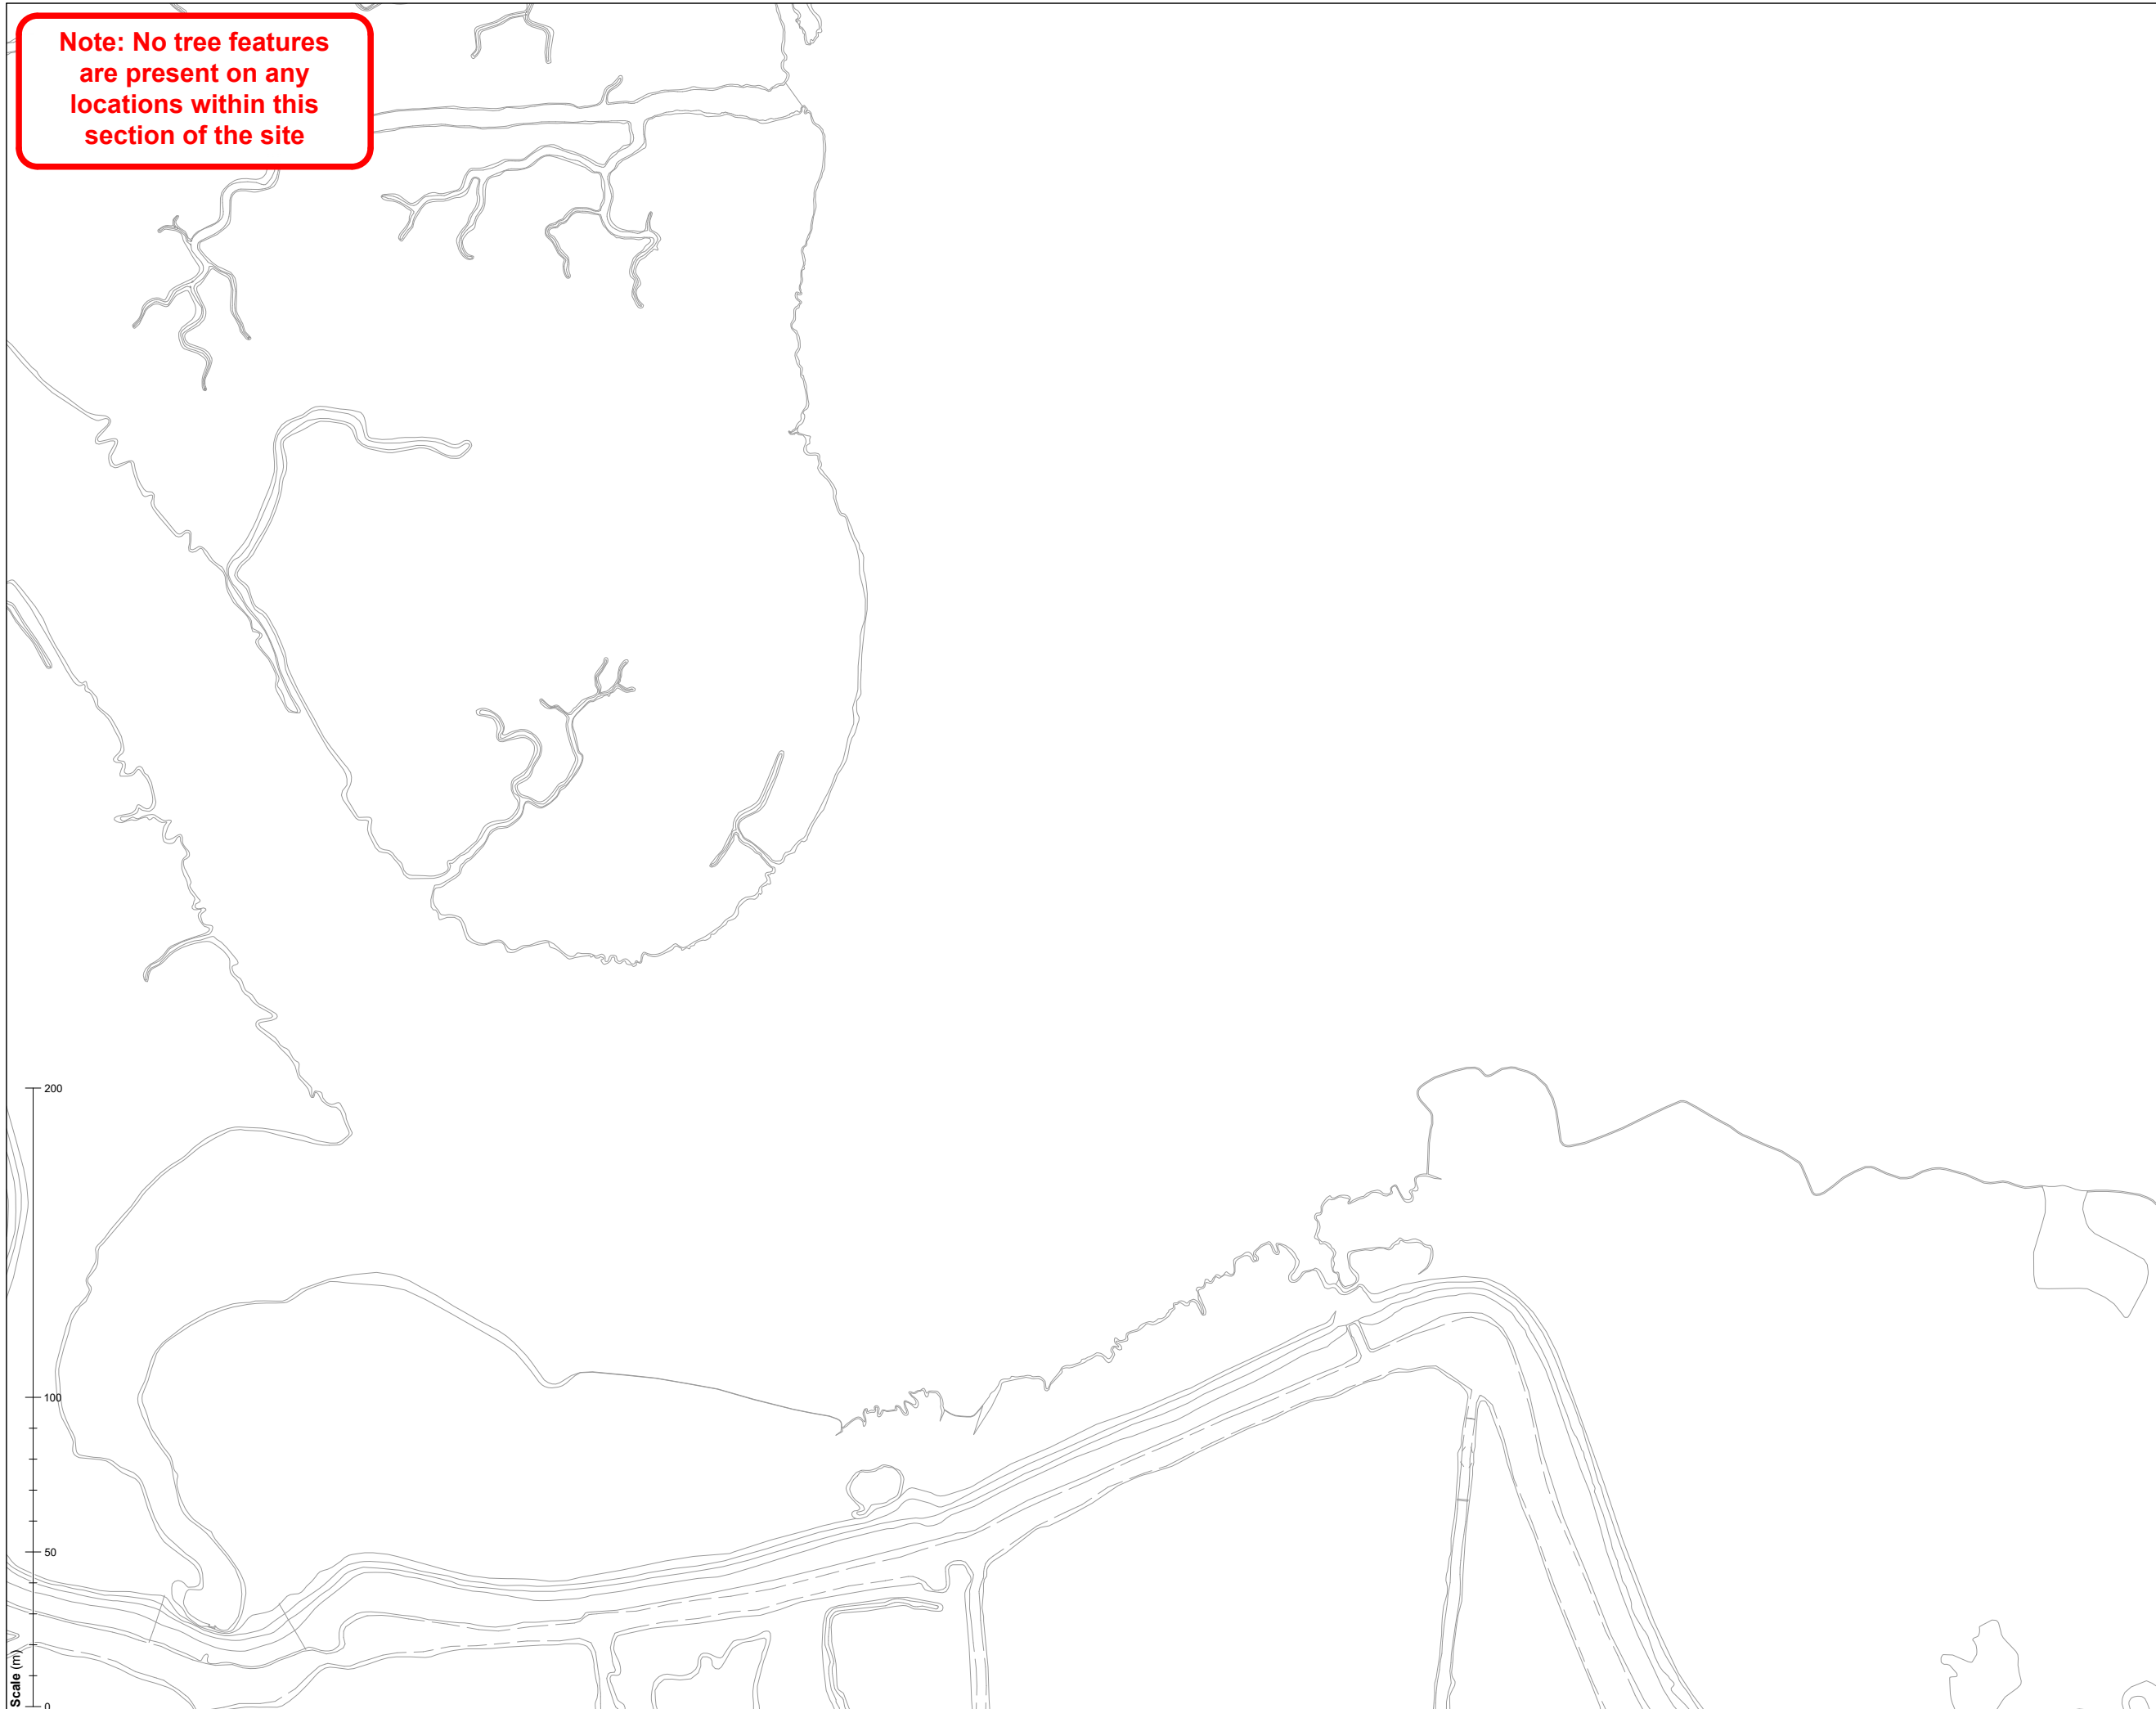 Note: No tree features
are present on any
locations within this
section of the site
200
100
50
0
Scale (m)